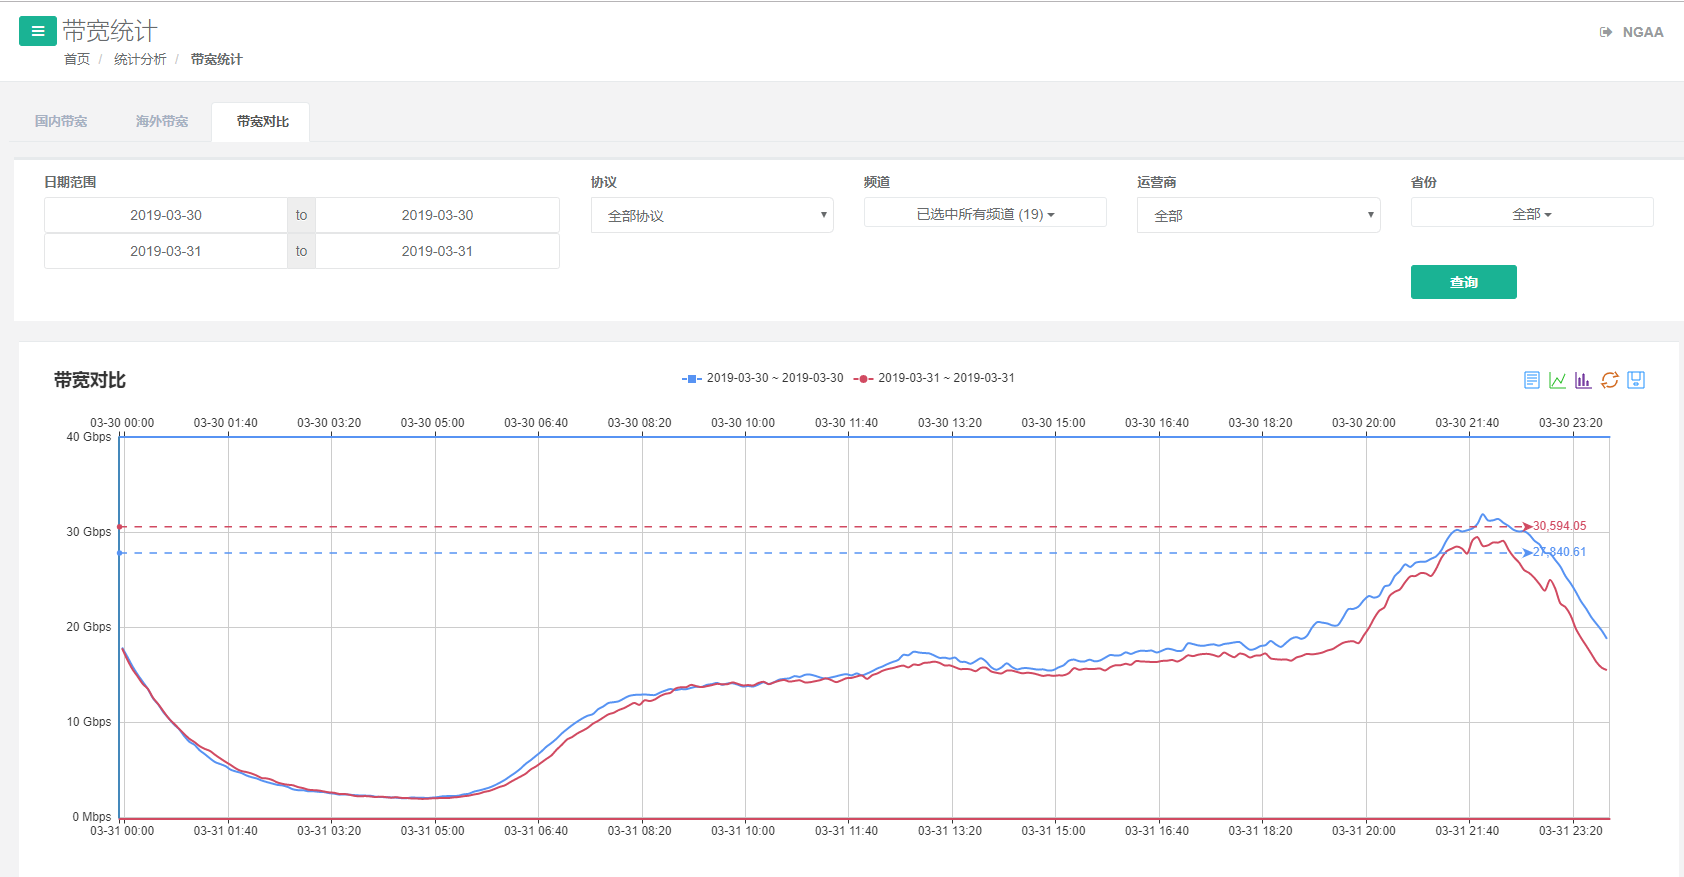 带宽统计
NGAA
首页 / 统计分析 / 带宽统计
国内带宽 海外带宽 带宽对比
日期范围 协议 频道 运营商 省份
2019-03-30 to 2019-03-30 全部协议 已选中所有频道 (19) 全部 全部
2019-03-31 to 2019-03-31
查询
带宽对比
2019-03-30 ~ 2019-03-30 2019-03-31 ~ 2019-03-31
03-30 00:00 03-30 01:40 03-30 03:20 03-30 05:00 03-30 06:40 03-30 08:20 03-30 10:00 03-30 11:40 03-30 13:20 03-30 15:00 03-30 16:40 03-30 18:20 03-30 20:00 03-30 21:40 03-30 23:20
40 Gbps
30,594.05
30 Gbps
27,840.61
20 Gbps
10 Gbps
0 Mbps
03-31 00:00 03-31 01:40 03-31 03:20 03-31 05:00 03-31 06:40 03-31 08:20 03-31 10:00 03-31 11:40 03-31 13:20 03-31 15:00 03-31 16:40 03-31 18:20 03-31 20:00 03-31 21:40 03-31 23:20